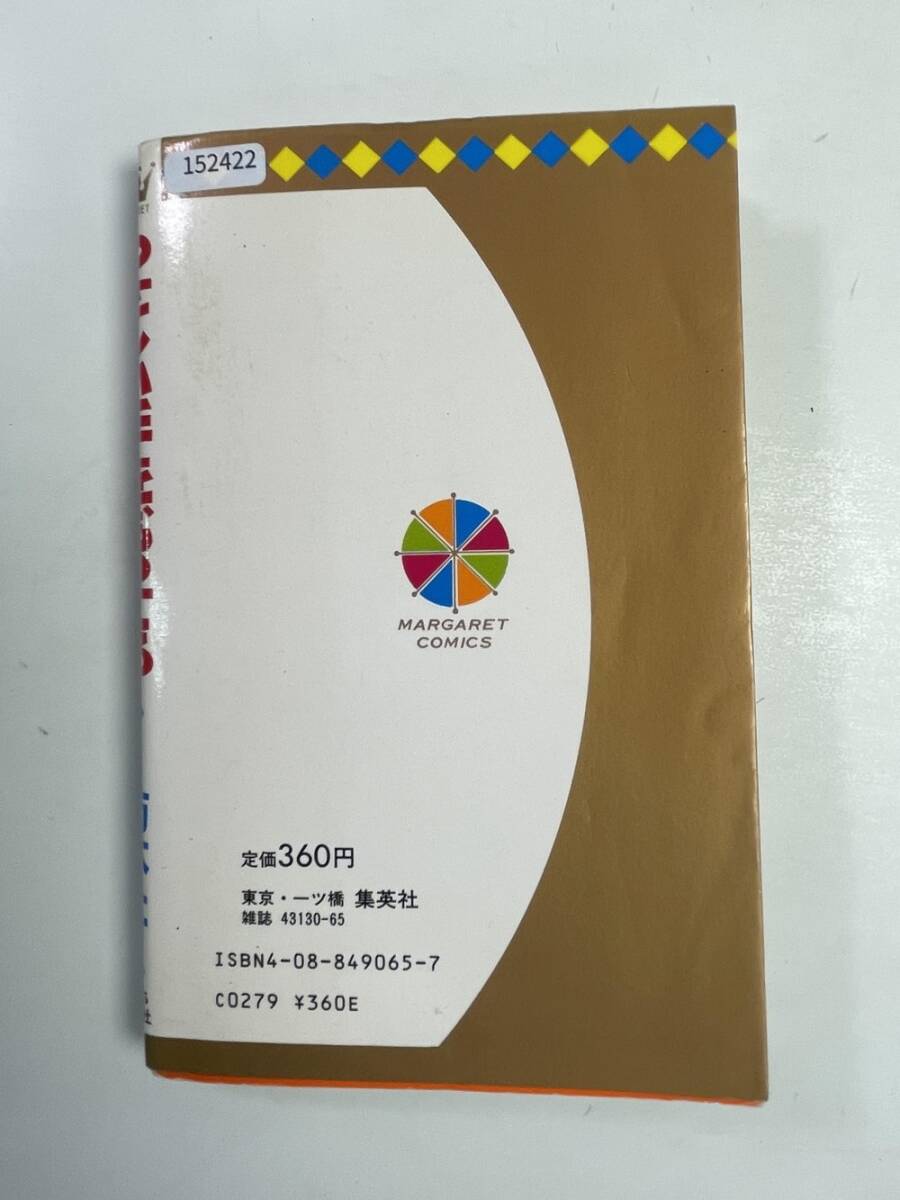 152422
MARGARET
COMICS
定価360円
東京・一ツ橋 集英社
雑誌 43130-65
ISBN4-08-849065-7
C0279 ¥360E